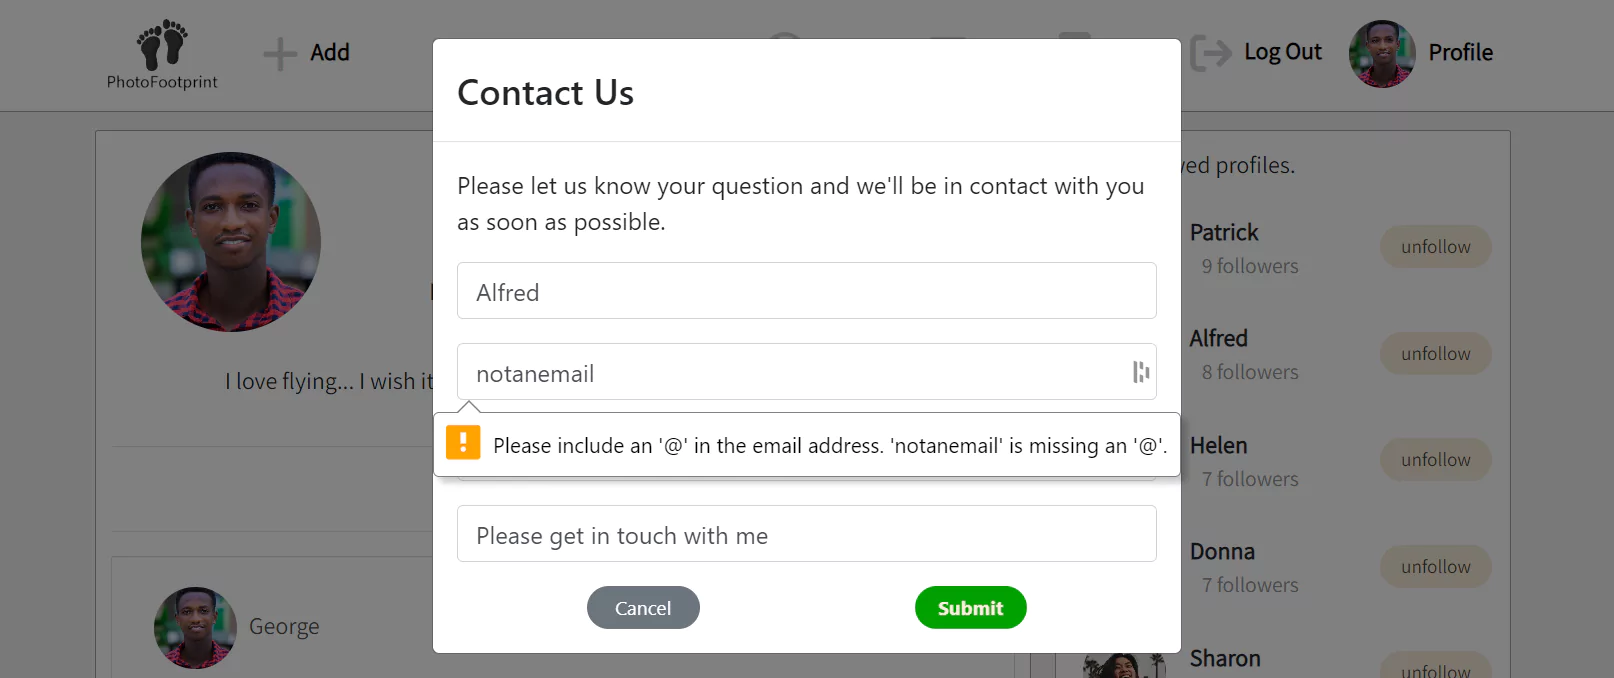 PhotoFootprint
Add
Log Out
Profile
Contact Us
Please let us know your question and we'll be in contact with you
as soon as possible.
Alfred
notanemail
Please include an '@' in the email address. 'notanemail' is missing an '@'.
Please get in touch with me
Cancel
Submit
I love flying... I wish it
George
profiles.
Patrick
9 followers
unfollow
Alfred
8 followers
unfollow
Helen
7 followers
unfollow
Donna
7 followers
unfollow
Sharon
unfollow